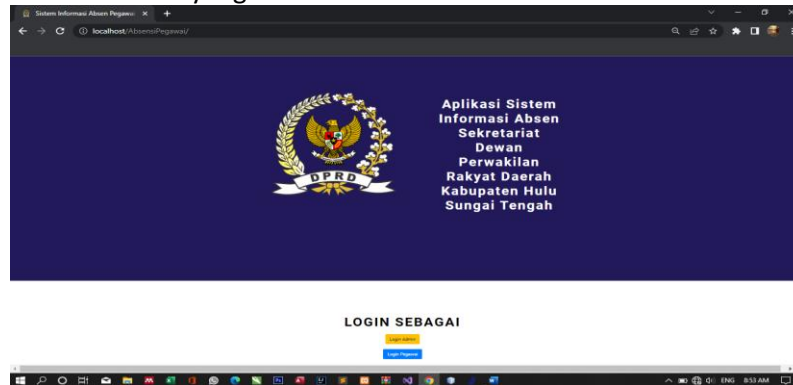 Sistem Informasi Absen Pegawai
localhost/AbsensiPegawai/
Aplikasi Sistem
Informasi Absen
Sekretariat
Dewan
Perwakilan
Rakyat Daerah
Kabupaten Hulu
Sungai Tengah
DPRD
LOGIN SEBAGAI
Login Admin
Login Pegawai
ENG
8:53 AM